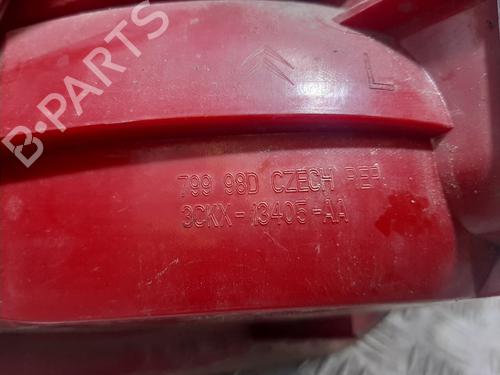 B-PARTS
L
799 98D CZECH REP
3CKX-13405-AA